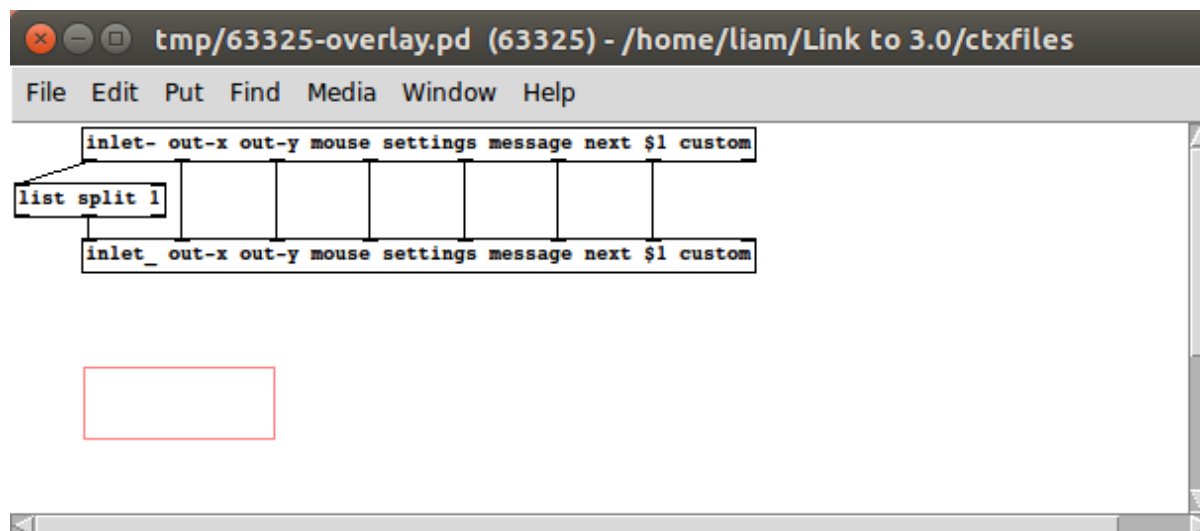 tmp/63325-overlay.pd (63325) - /home/liam/Link to 3.0/ctxfiles
File Edit Put Find Media Window Help
inlet- out-x out-y mouse settings message next $1 custom
list split 1
inlet_ out-x out-y mouse settings message next $1 custom